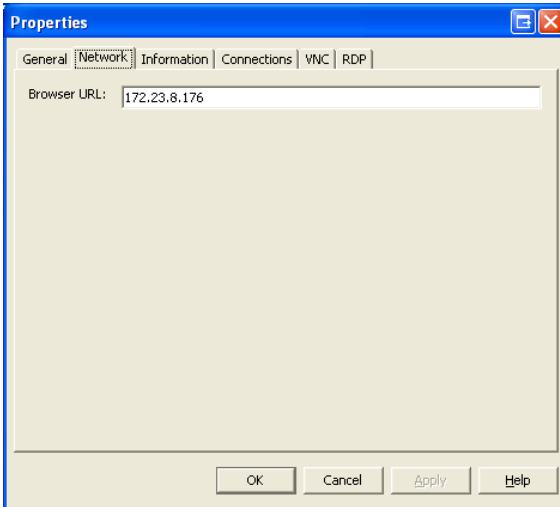 Properties
General Network Information Connections VNC RDP
Browser URL: 172.23.8.176
OK Cancel Apply Help